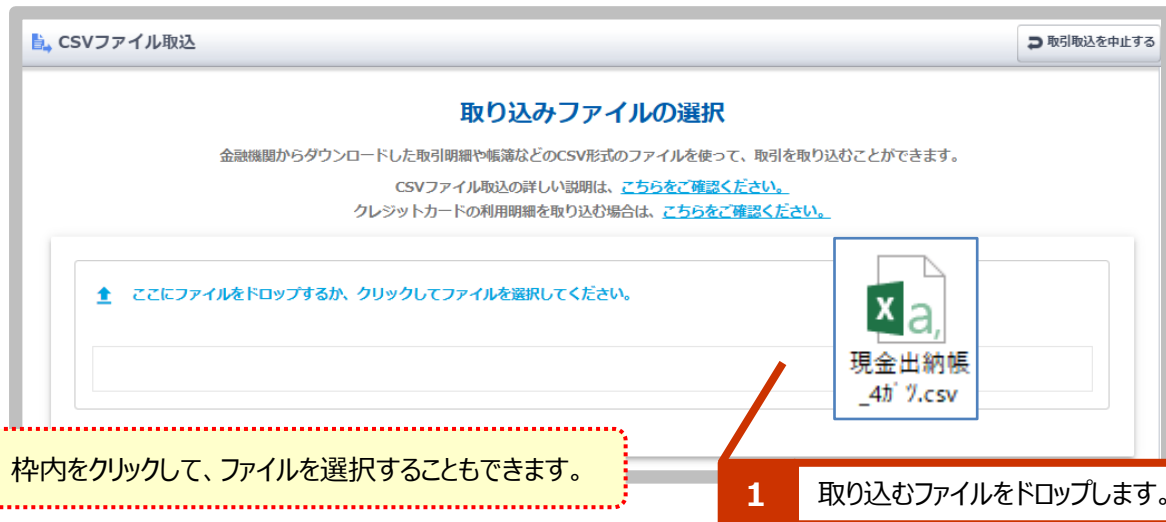 CSVファイル取込
取引取込を中止する
取り込みファイルの選択
金融機関からダウンロードした取引明細や帳簿などのCSV形式のファイルを使って、取引を取り込むことができます。
CSVファイル取込の詳しい説明は、こちらをご確認ください。
クレジットカードの利用明細を取り込む場合は、こちらをご確認ください。
ここにファイルをドロップするか、クリックしてファイルを選択してください。
X a,
現金出納帳
_4ｶﾞﾂ.csv
枠内をクリックして、ファイルを選択することもできます。
1 取り込むファイルをドロップします。